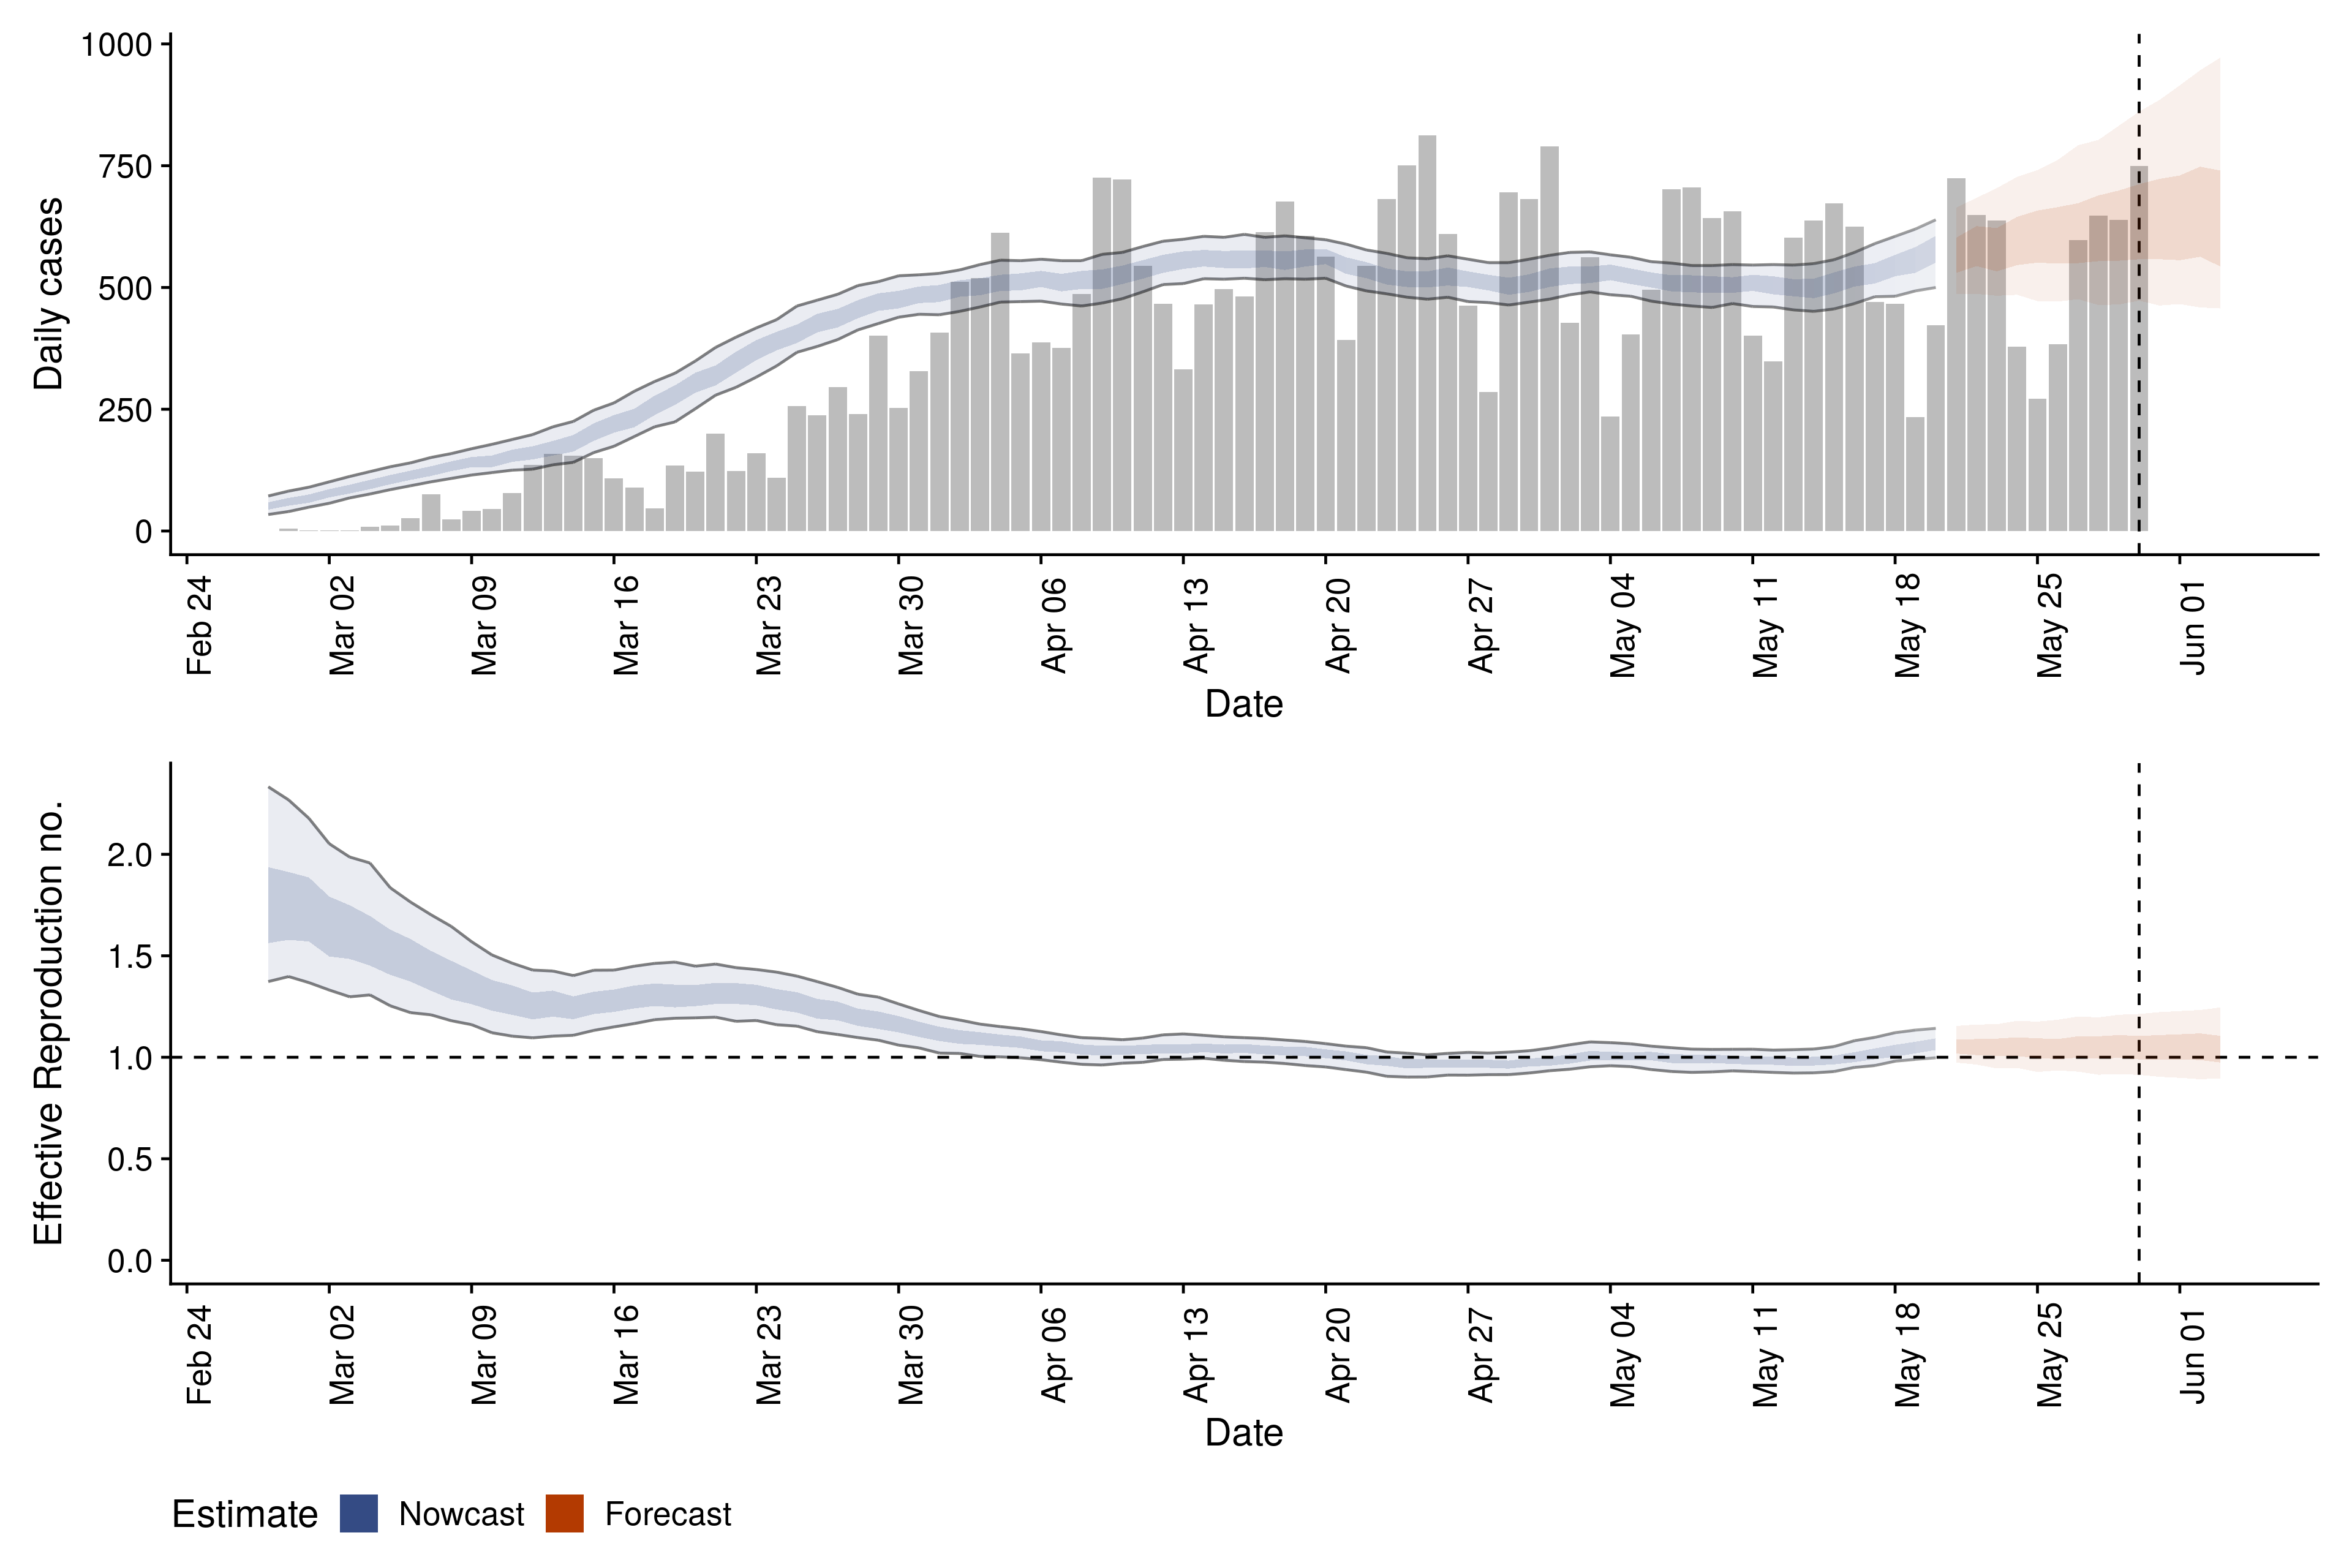 1000
750
500
250
0
Daily cases
Feb 24
Mar 02
Mar 09
Mar 16
Mar 23
Mar 30
Apr 06
Apr 13
Apr 20
Apr 27
May 04
May 11
May 18
May 25
Jun 01
Date
2.0
1.5
1.0
0.5
0.0
Effective Reproduction no.
Feb 24
Mar 02
Mar 09
Mar 16
Mar 23
Mar 30
Apr 06
Apr 13
Apr 20
Apr 27
May 04
May 11
May 18
May 25
Jun 01
Date
Estimate Nowcast Forecast